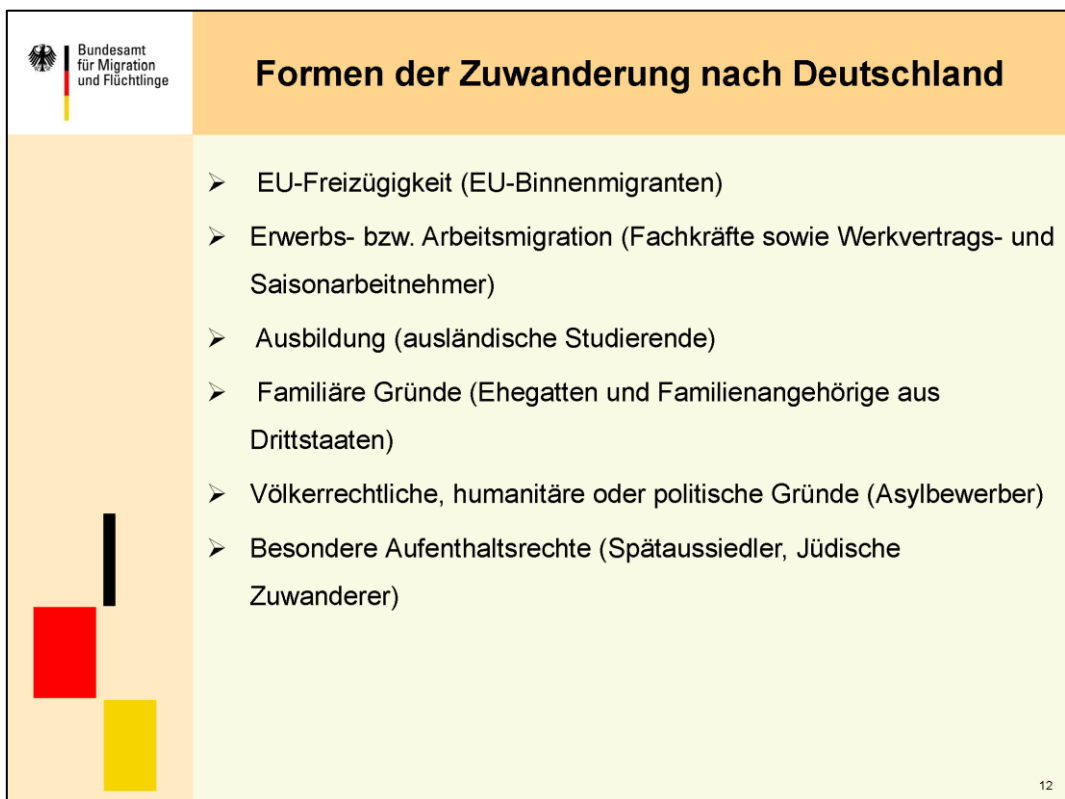 Bundesamt
für Migration
und Flüchtlinge
Formen der Zuwanderung nach Deutschland
➢ EU-Freizügigkeit (EU-Binnenmigranten)
➢ Erwerbs- bzw. Arbeitsmigration (Fachkräfte sowie Werkvertrags- und
Saisonarbeitnehmer)
➢ Ausbildung (ausländische Studierende)
➢ Familiäre Gründe (Ehegatten und Familienangehörige aus
Drittstaaten)
➢ Völkerrechtliche, humanitäre oder politische Gründe (Asylbewerber)
➢ Besondere Aufenthaltsrechte (Spätaussiedler, Jüdische
Zuwanderer)
12